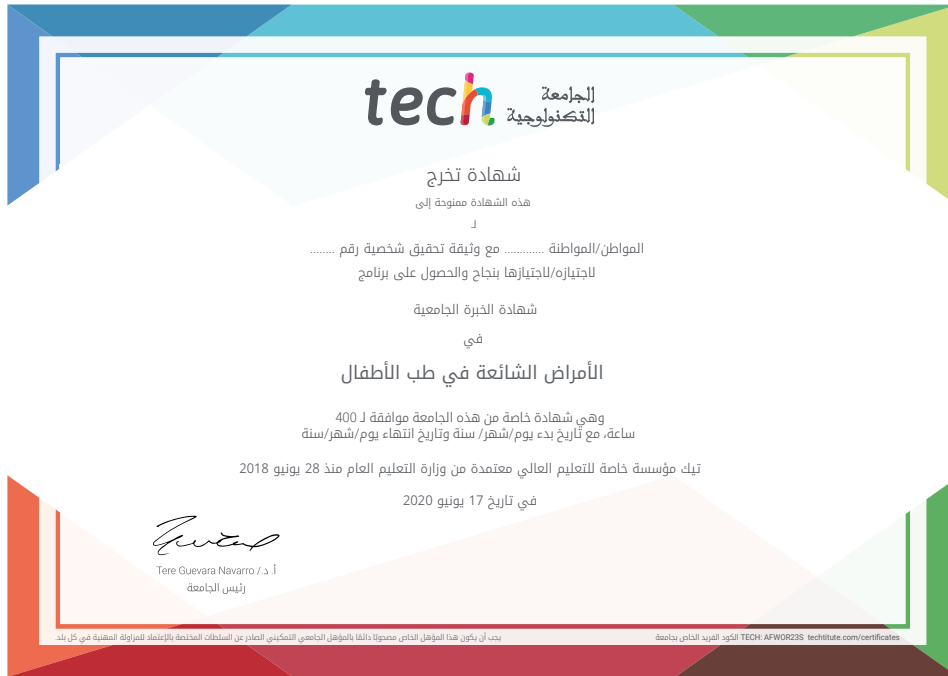 tech الجامعة
التكنولوجية
شهادة تخرج
هذه الشهادة ممنوحة إلى
لـ
المواطن/المواطنة ............ مع وثيقة تحقيق شخصية رقم ........
لاجتيازه/لاجتيازها بنجاح والحصول على برنامج
شهادة الخبرة الجامعية
في
الأمراض الشائعة في طب الأطفال
وهي شهادة خاصة من هذه الجامعة موافقة لـ 400
ساعة، مع تاريخ بدء يوم/شهر/ سنة وتاريخ انتهاء يوم/شهر/سنة
تيك مؤسسة خاصة للتعليم العالي معتمدة من وزارة التعليم العام منذ 28 يونيو 2018
في تاريخ 17 يونيو 2020
أ. د./ Tere Guevara Navarro
رئيس الجامعة
يجب أن يكون هذا المؤهل الخاص مصحوبًا دائمًا بالمؤهل الجامعي التمكيني الصادر عن السلطات المختصة بالإعتماد للمزاولة المهنية في كل بلد.
الكود الفريد الخاص بجامعة TECH: AFWOR23S techtitute.com/certificates